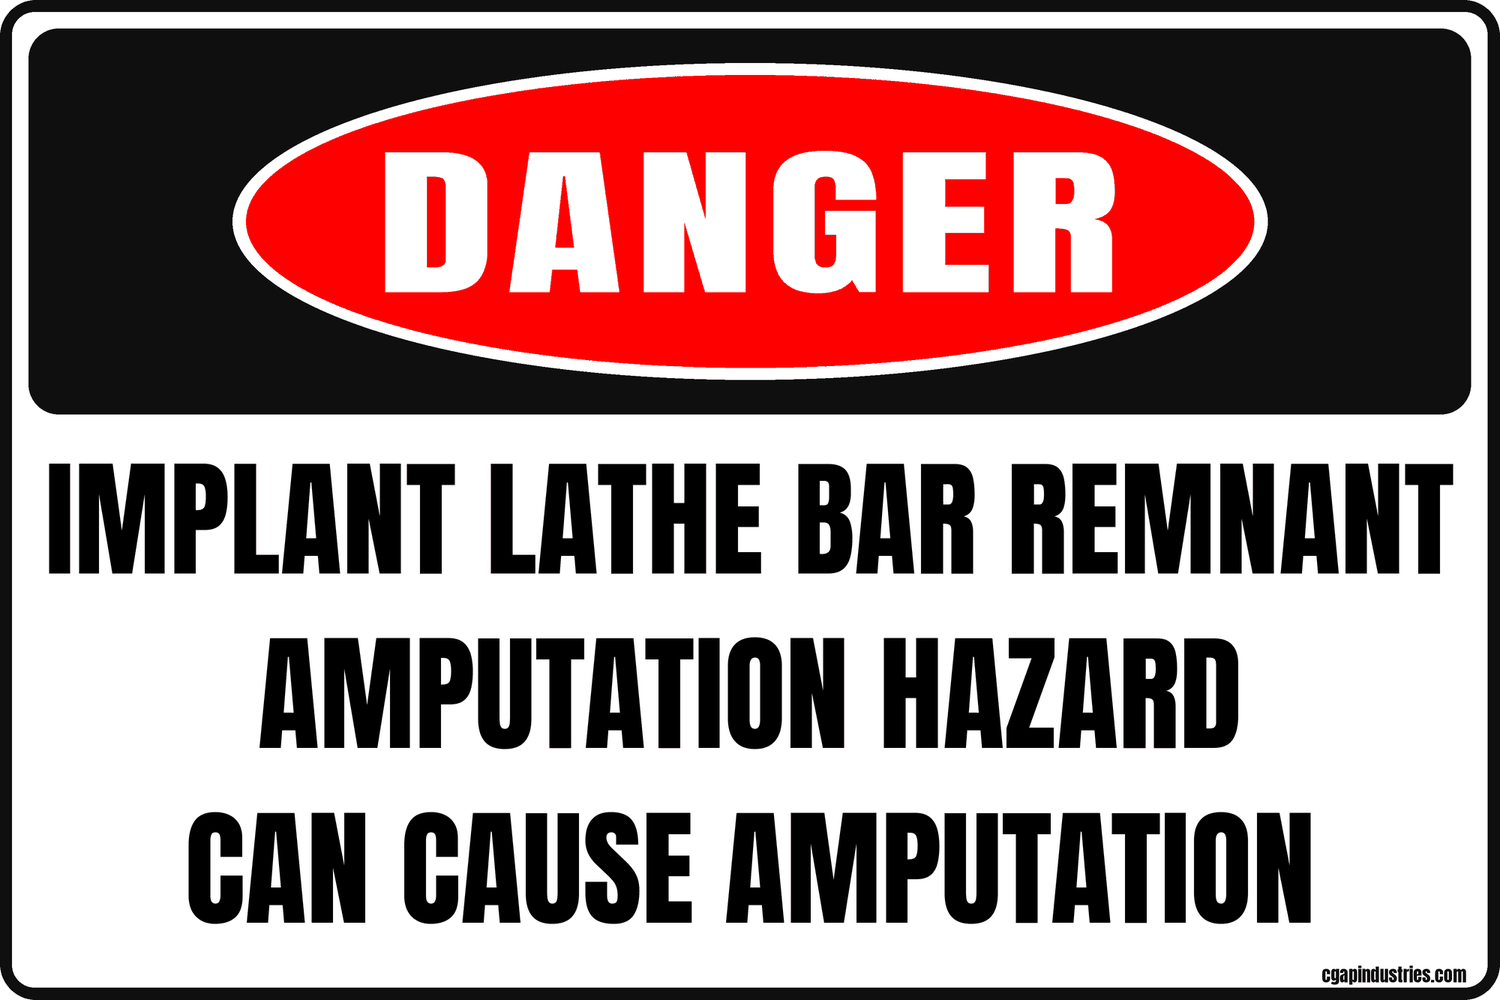 DANGER
IMPLANT LATHE BAR REMNANT
AMPUTATION HAZARD
CAN CAUSE AMPUTATION
cgapindustries.com